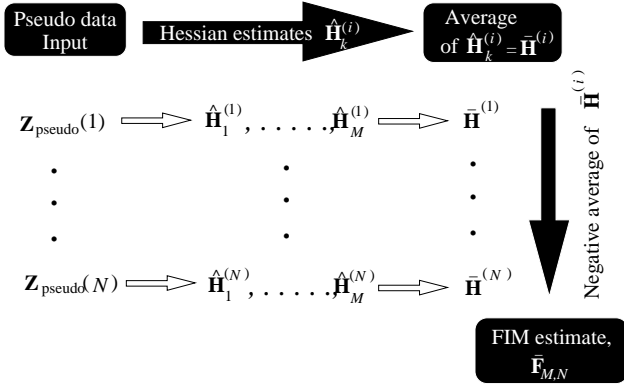 Pseudo data Input
Hessian estimates Ĥ_k^(i)
Average of Ĥ_k^(i) = H̄^(i)
Z_pseudo(1) Ĥ_1^(1), . . . . ., Ĥ_M^(1) H̄^(1)
Z_pseudo(N) Ĥ_1^(N), . . . . ., Ĥ_M^(N) H̄^(N)
Negative average of H̄^(i)
FIM estimate,
F̄_M,N